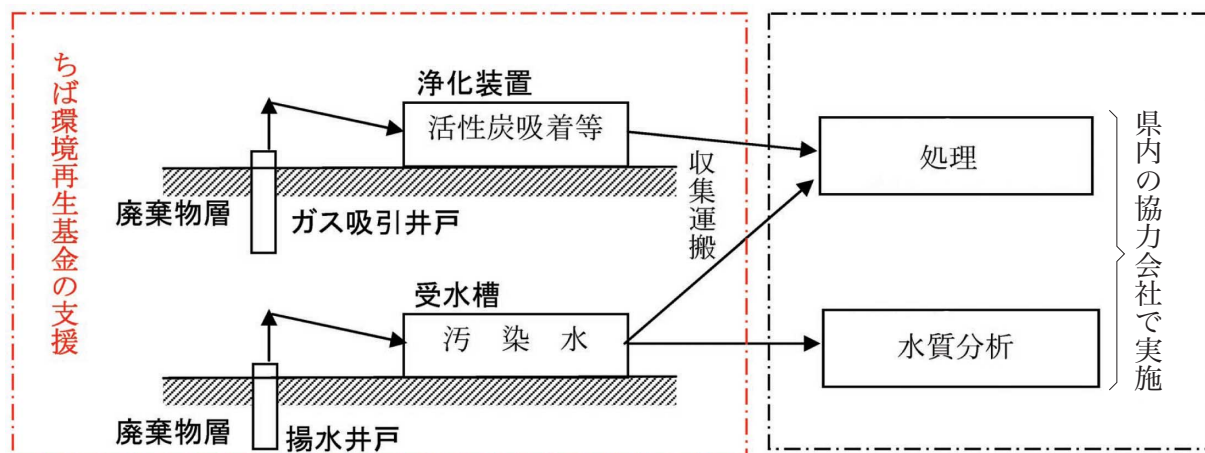 ちば環境再生基金の支援
浄化装置
活性炭吸着等
廃棄物層
ガス吸引井戸
収集運搬
処理
県内の協力会社で実施
受水槽
汚染水
水質分析
廃棄物層
揚水井戸